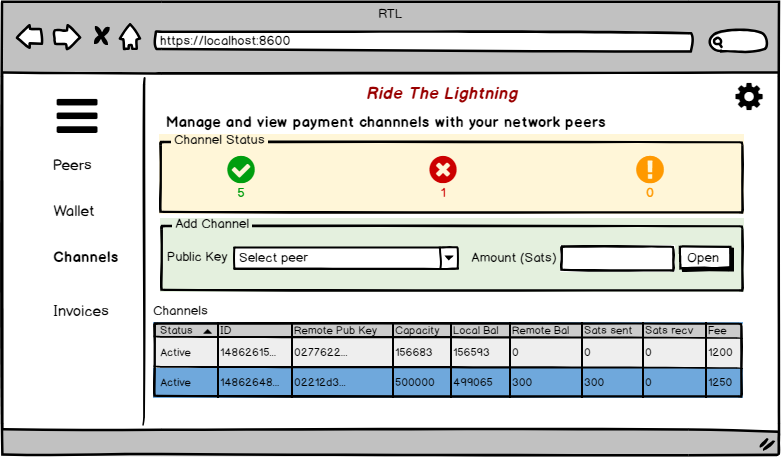 RTL
https://localhost:8600
Ride The Lightning
Manage and view payment channnels with your network peers
Channel Status
5 1 0
Peers
Wallet
Channels
Invoices
Add Channel
Public Key Select peer Amount (Sats) Open
Channels
Status ID Remote Pub Key Capacity Local Bal Remote Bal Sats sent Sats recv Fee
Active 14862615... 0277622... 156683 156593 0 0 0 1200
Active 14862648... 02212d3... 500000 499065 300 300 0 1250